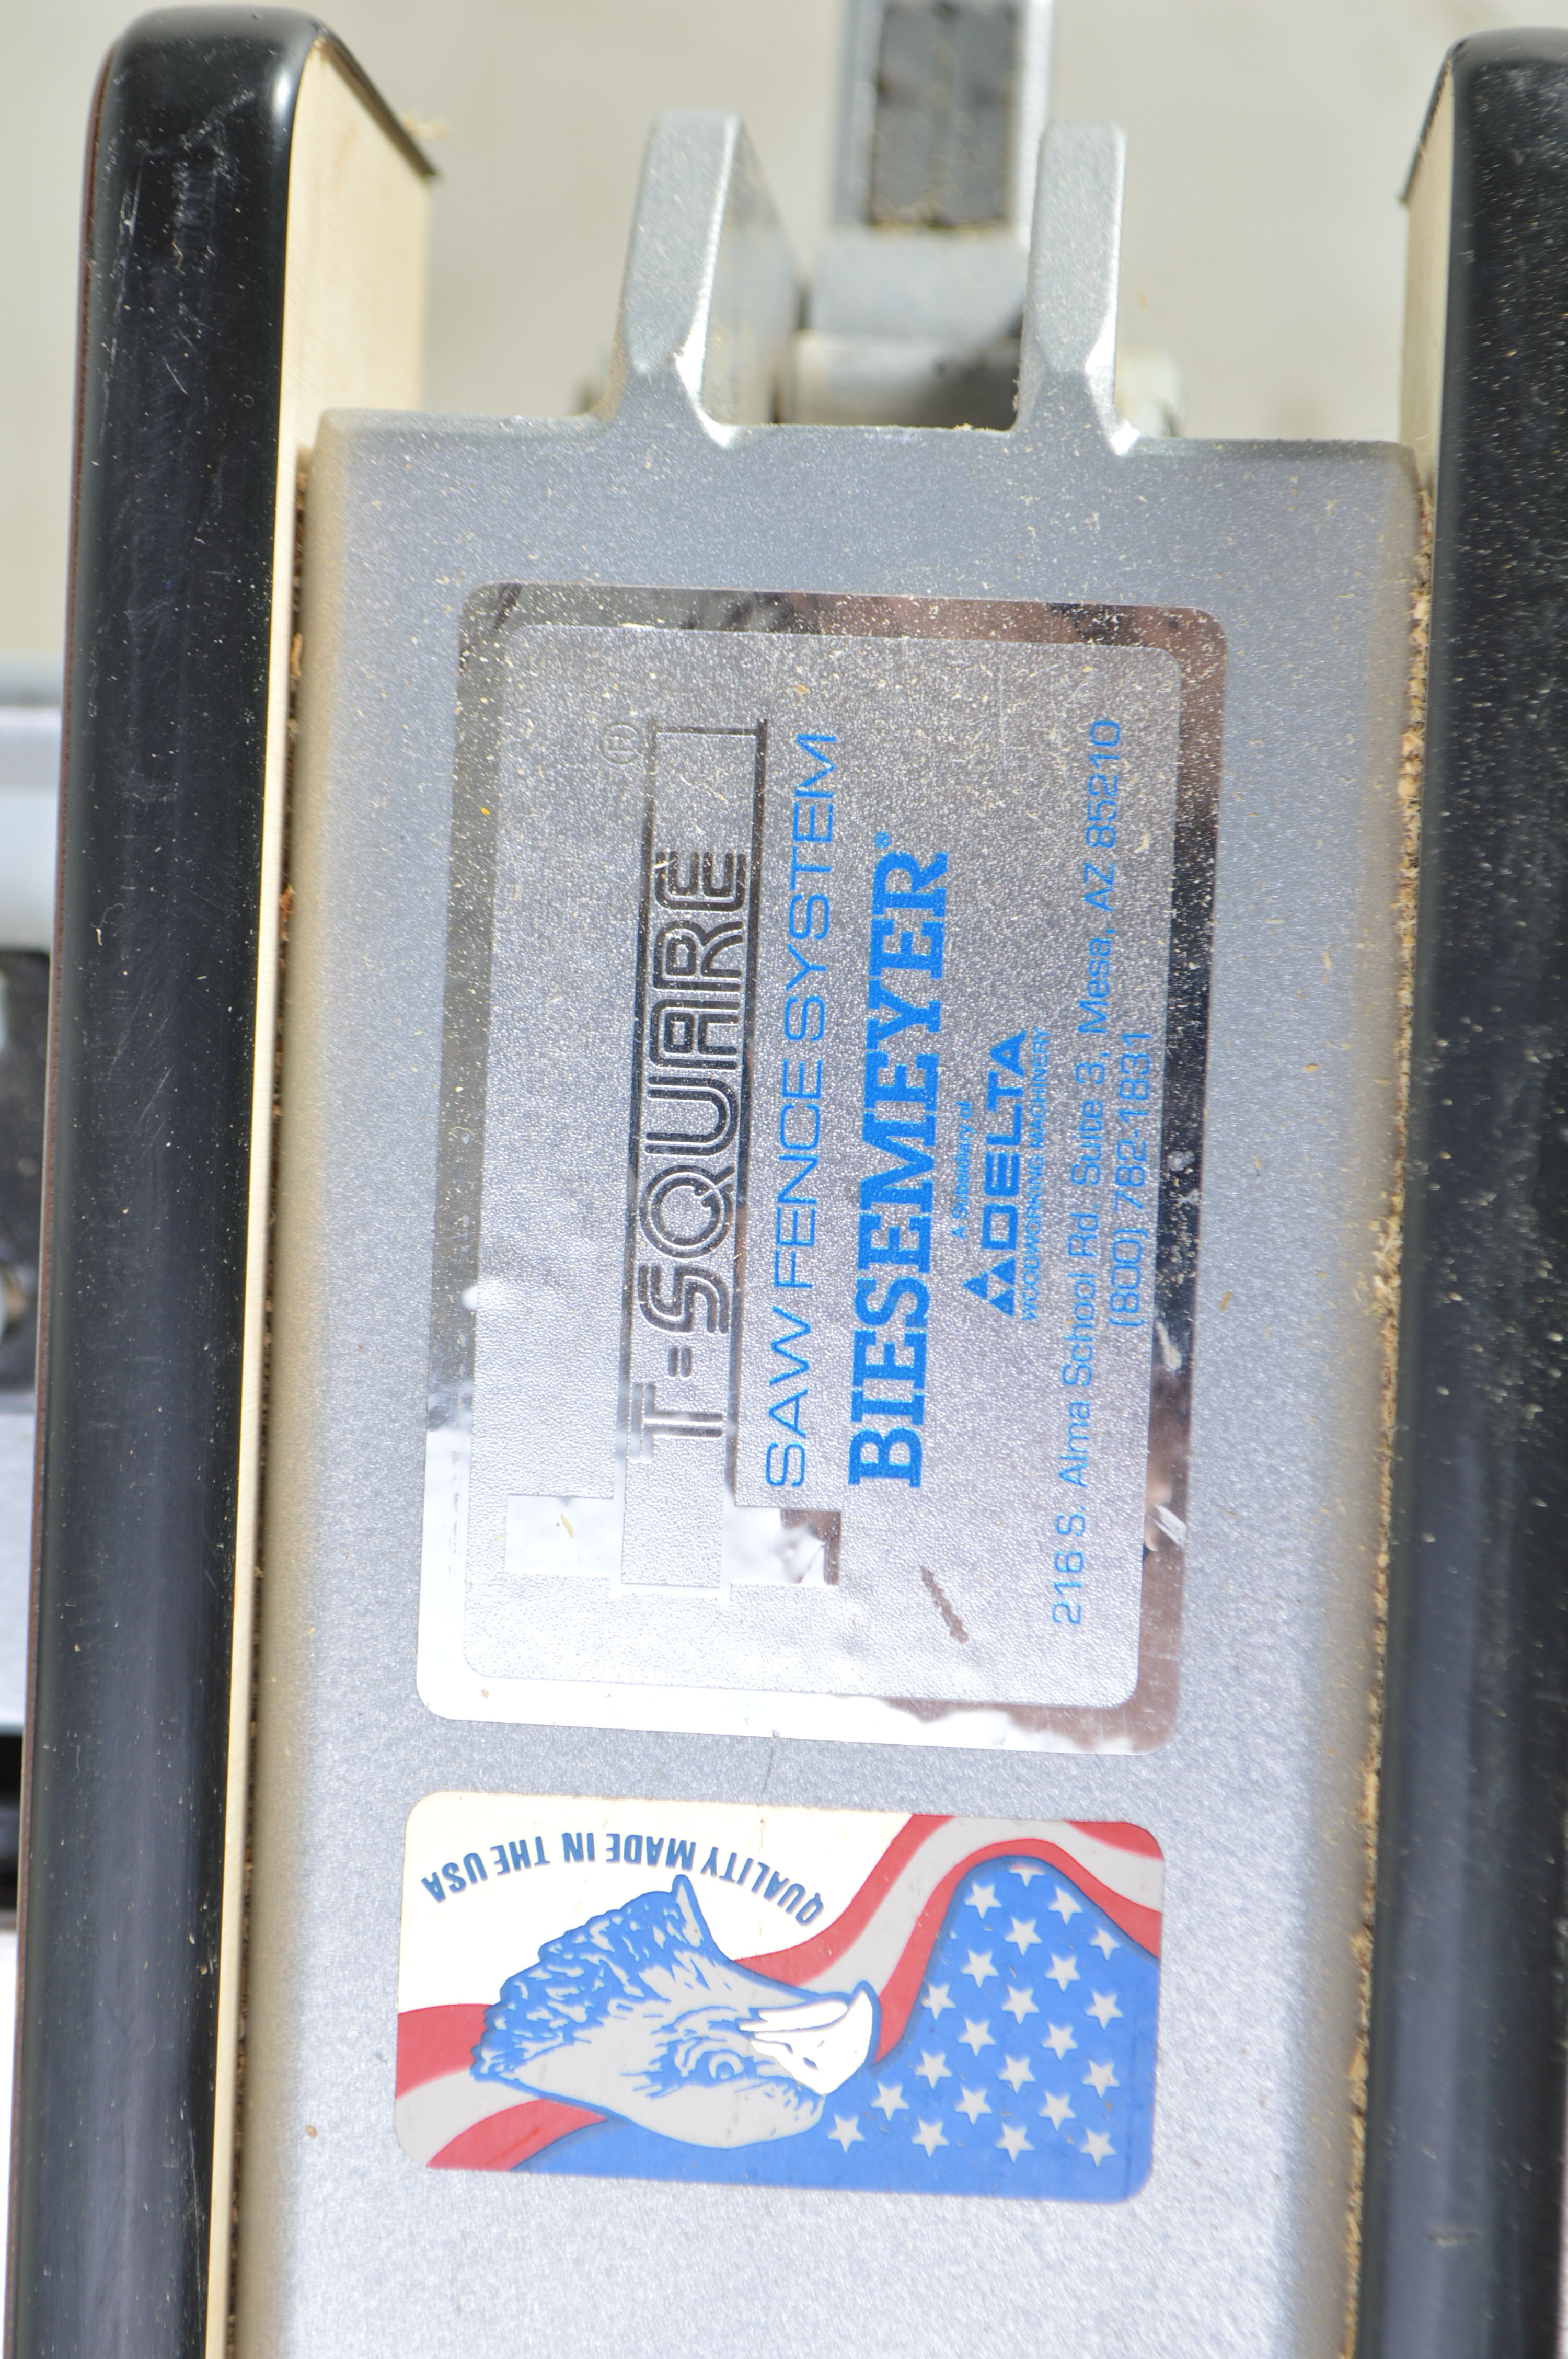 T-SQUARE®
SAW FENCE SYSTEM
BIESEMEYER®
A Subsidiary of
DELTA
WOODWORKING MACHINERY
216 S. Alma School Rd. Suite 3, Mesa, AZ 85210
(800) 782-1831
QUALITY MADE IN THE USA